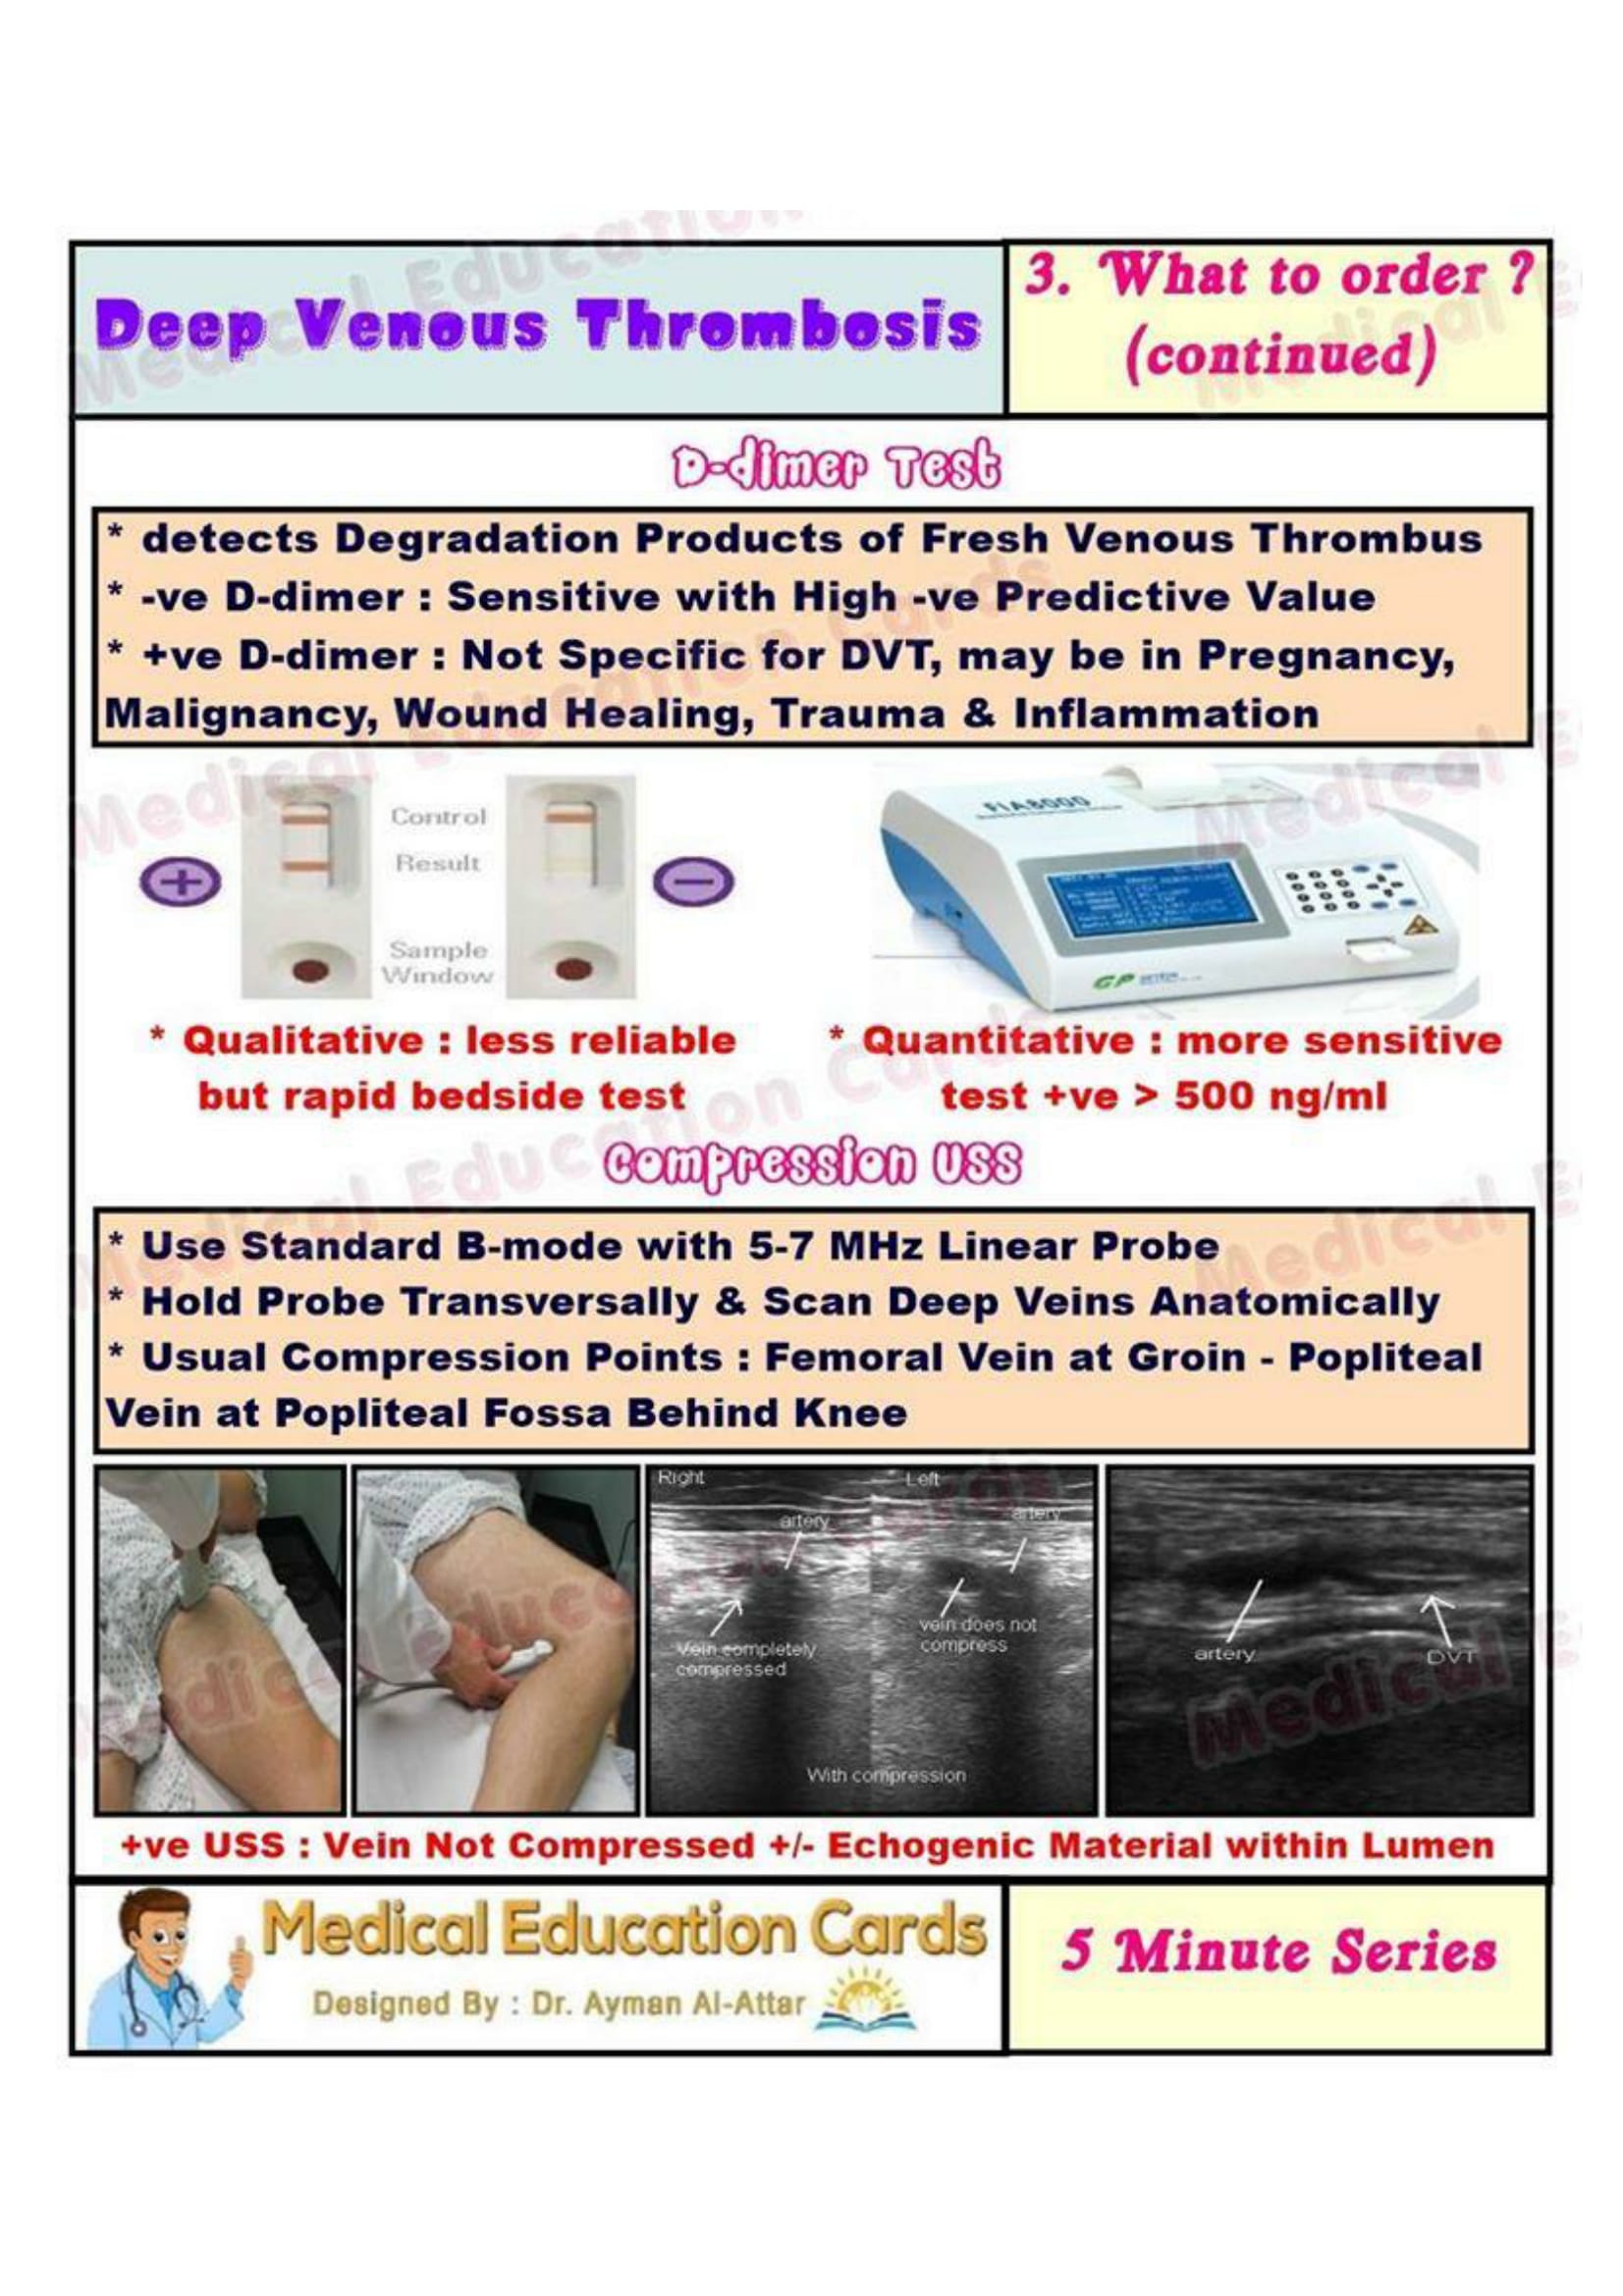 Deep Venous Thrombosis
3. What to order ?
(continued)
D-dimer Test
* detects Degradation Products of Fresh Venous Thrombus
* -ve D-dimer : Sensitive with High -ve Predictive Value
* +ve D-dimer : Not Specific for DVT, may be in Pregnancy,
Malignancy, Wound Healing, Trauma & Inflammation
Control
Result
Sample
Window
FIA8000
GP
* Qualitative : less reliable
but rapid bedside test
* Quantitative : more sensitive
test +ve > 500 ng/ml
Compression USS
* Use Standard B-mode with 5-7 MHz Linear Probe
* Hold Probe Transversally & Scan Deep Veins Anatomically
* Usual Compression Points : Femoral Vein at Groin - Popliteal
Vein at Popliteal Fossa Behind Knee
Right
Left
artery
artery
vein does not
compress
Vein completely
compressed
With compression
artery
DVT
+ve USS : Vein Not Compressed +/- Echogenic Material within Lumen
Medical Education Cards
Designed By : Dr. Ayman Al-Attar
5 Minute Series